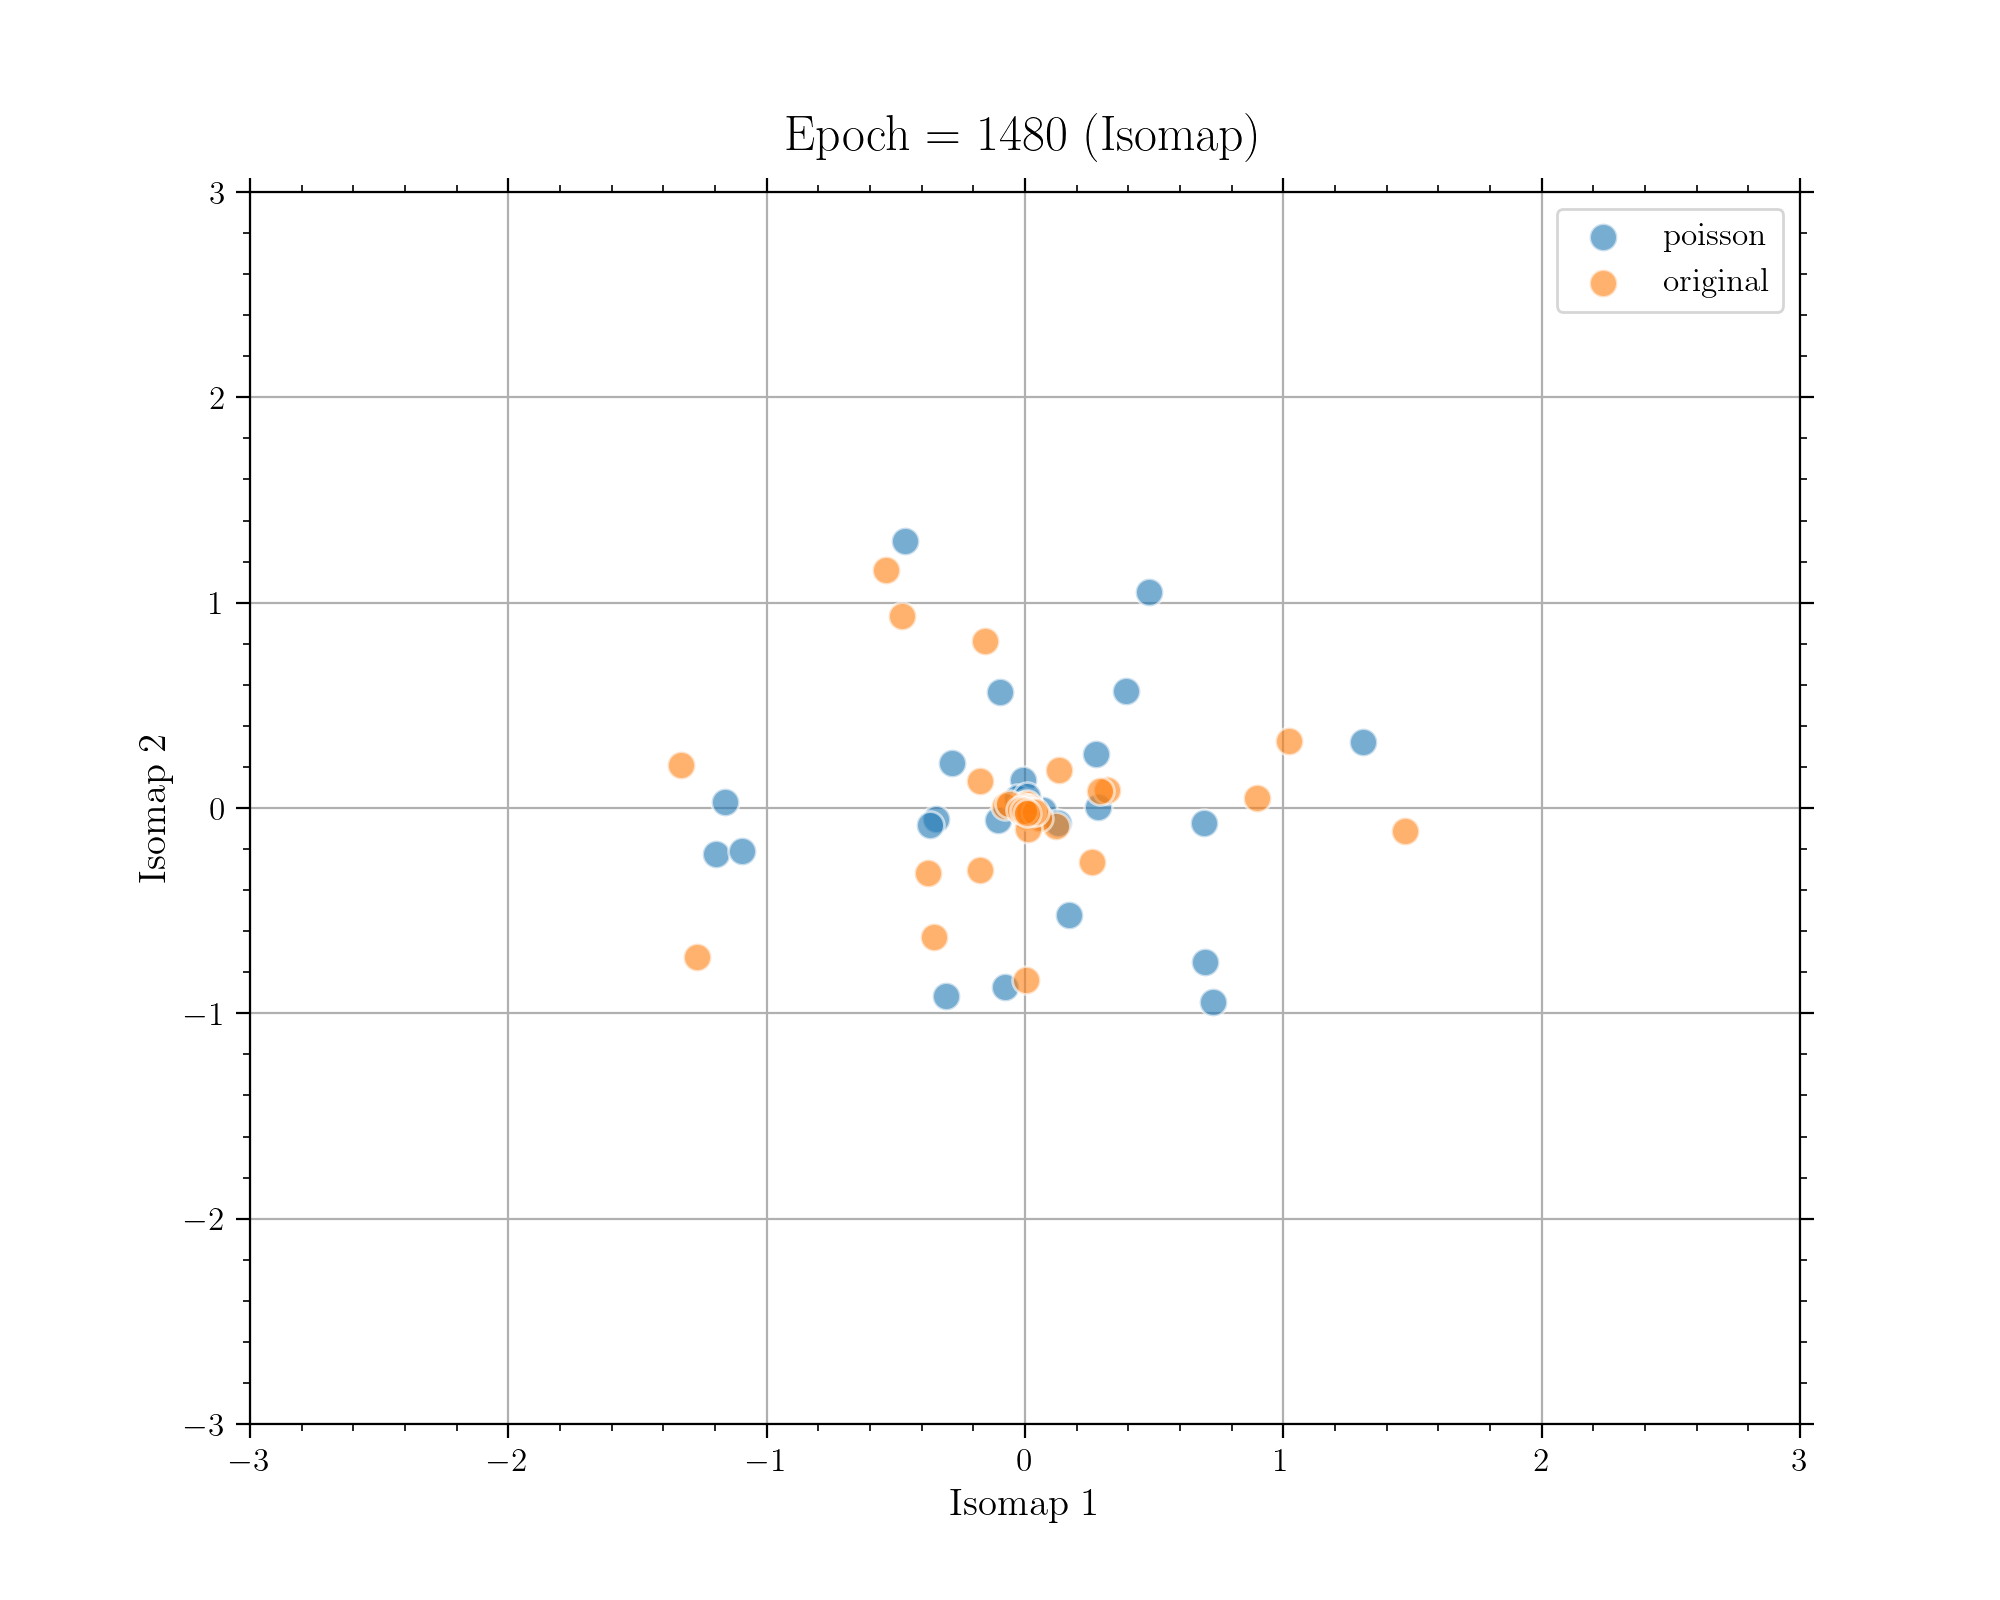 Epoch = 1480 (Isomap)
poisson
original
3
2
1
0
−1
−2
−3
Isomap 2
−3
−2
−1
0
1
2
3
Isomap 1